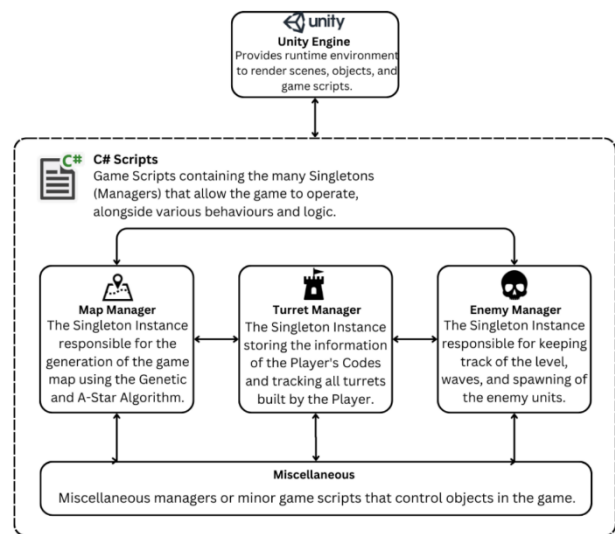 unity
Unity Engine
Provides runtime environment
to render scenes, objects, and
game scripts.
C#
C# Scripts
Game Scripts containing the many Singletons
(Managers) that allow the game to operate,
alongside various behaviours and logic.
Map Manager
The Singleton Instance
responsible for the
generation of the game
map using the Genetic
and A-Star Algorithm.
Turret Manager
The Singleton Instance
storing the information
of the Player's Codes
and tracking all turrets
built by the Player.
Enemy Manager
The Singleton Instance
responsible for keeping
track of the level,
waves, and spawning of
the enemy units.
Miscellaneous
Miscellaneous managers or minor game scripts that control objects in the game.